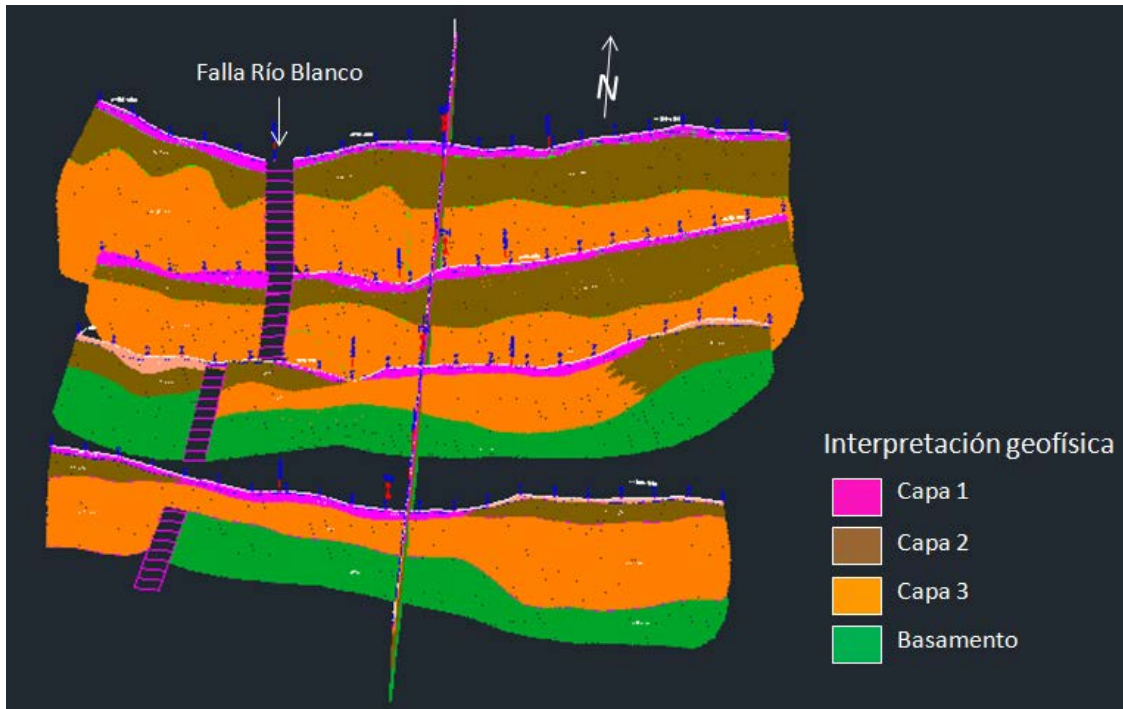 Falla Río Blanco
N
Interpretación geofísica
Capa 1
Capa 2
Capa 3
Basamento